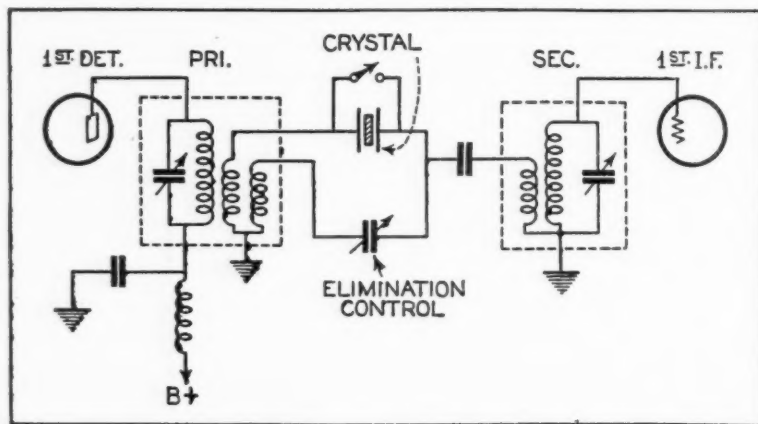 1ST. DET.
PRI.
CRYSTAL
SEC.
1ST. I.F.
ELIMINATION
CONTROL
B+